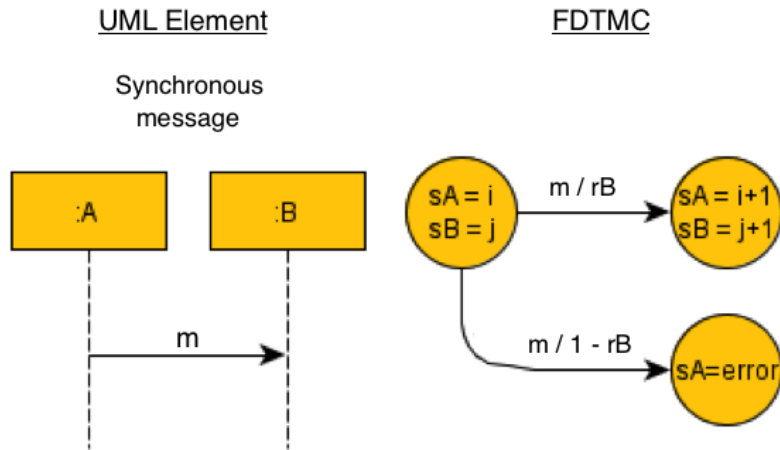 UML Element
FDTMC
Synchronous
message
:A
:B
sA = i
sB = j
m / rB
sA = i+1
sB = j+1
m
m / 1 - rB
sA=error